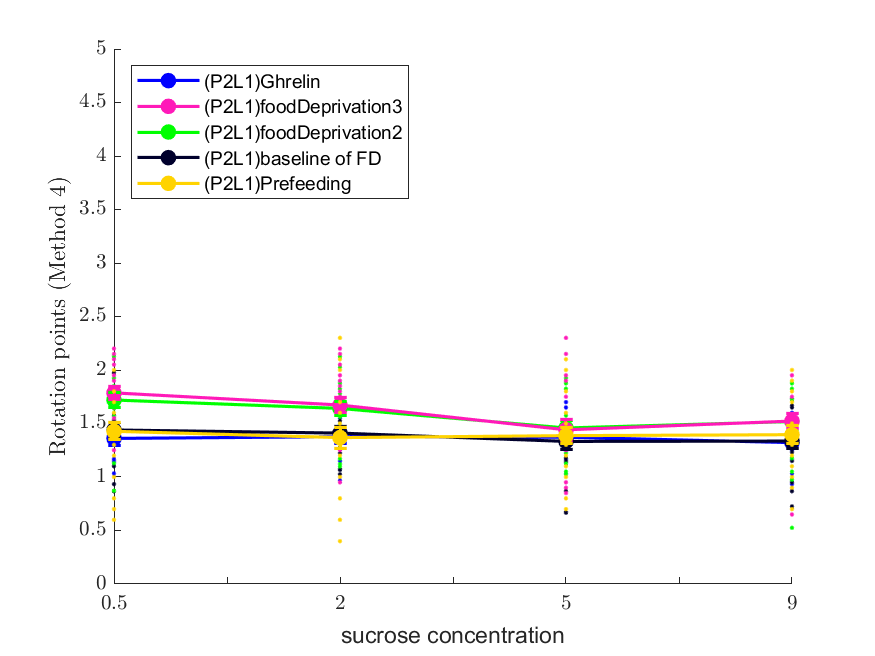 5
4.5
4
3.5
3
2.5
2
1.5
1
0.5
0
Rotation points (Method 4)
(P2L1)Ghrelin
(P2L1)foodDeprivation3
(P2L1)foodDeprivation2
(P2L1)baseline of FD
(P2L1)Prefeeding
0.5 2 5 9
sucrose concentration